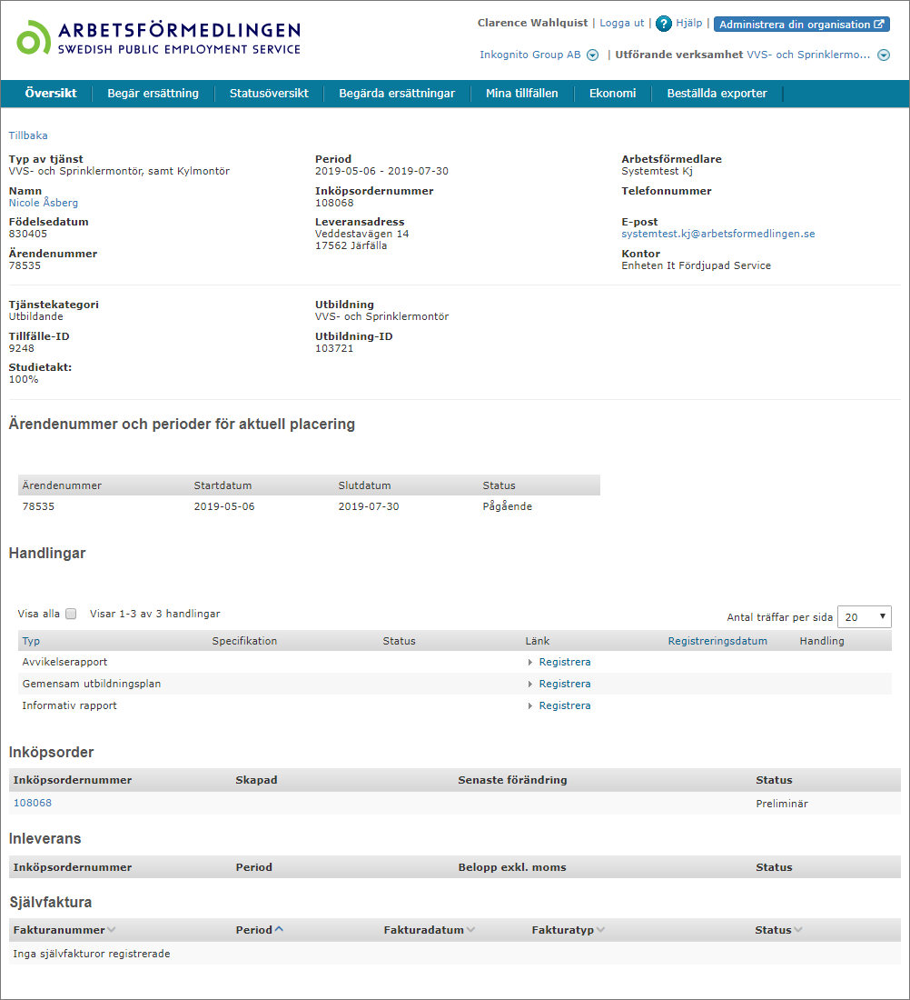 ARBETSFÖRMEDLINGEN
SWEDISH PUBLIC EMPLOYMENT SERVICE
Clarence Wahlquist | Logga ut | ? Hjälp | Administrera din organisation
Inkognito Group AB | Utförande verksamhet VVS- och Sprinklermo...
Översikt Begär ersättning Statusöversikt Begärda ersättningar Mina tillfällen Ekonomi Beställda exporter
Tillbaka
Typ av tjänst Period Arbetsförmedlare
VVS- och Sprinklermontör, samt Kylmontör 2019-05-06 - 2019-07-30 Systemtest Kj
Namn Inköpsordernummer Telefonnummer
Nicole Åsberg 108068
Födelsedatum Leveransadress E-post
830405 Veddestavägen 14 systemtest.kj@arbetsformedlingen.se
17562 Järfälla
Ärendenummer Kontor
78535 Enheten It Fördjupad Service
Tjänstekategori Utbildning
Utbildande VVS- och Sprinklermontör
Tillfälle-ID Utbildning-ID
9248 103721
Studietakt:
100%
Ärendenummer och perioder för aktuell placering
Ärendenummer Startdatum Slutdatum Status
78535 2019-05-06 2019-07-30 Pågående
Handlingar
Visa alla Visar 1-3 av 3 handlingar Antal träffar per sida 20
Typ Specifikation Status Länk Registreringsdatum Handling
Avvikelserapport Registrera
Gemensam utbildningsplan Registrera
Informativ rapport Registrera
Inköpsorder
Inköpsordernummer Skapad Senaste förändring Status
108068 Preliminär
Inleverans
Inköpsordernummer Period Belopp exkl. moms Status
Självfaktura
Fakturanummer Period Fakturadatum Fakturatyp Status
Inga självfakturor registrerade